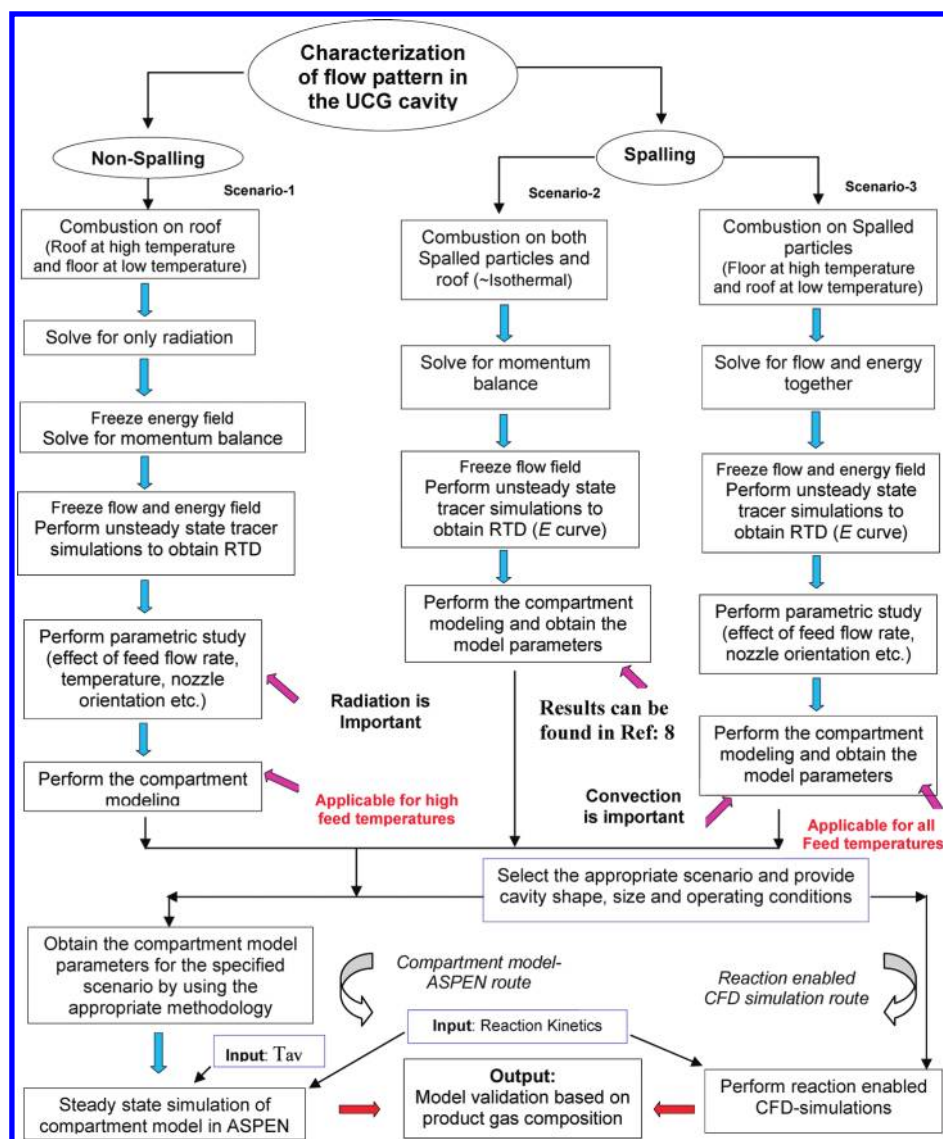 Characterization
of flow pattern in
the UCG cavity
Non-Spalling
Spalling
Scenario-1
Combustion on roof
(Roof at high temperature
and floor at low temperature)
Solve for only radiation
Freeze energy field
Solve for momentum balance
Freeze flow and energy field
Perform unsteady state tracer
simulations to obtain RTD
Perform parametric study
(effect of feed flow rate,
temperature, nozzle
orientation etc.)
Radiation is
Important
Perform the compartment
modeling
Applicable for high
feed temperatures
Scenario-2
Combustion on both
Spalled particles and
roof (~Isothermal)
Solve for momentum
balance
Freeze flow field
Perform unsteady state
tracer simulations to
obtain RTD (E curve)
Perform the compartment
modeling and obtain the
model parameters
Results can be
found in Ref: 8
Scenario-3
Combustion on Spalled
particles
(Floor at high temperature
and roof at low temperature)
Solve for flow and energy
together
Freeze flow and energy field
Perform unsteady state
tracer simulations to
obtain RTD (E curve)
Perform parametric study
(effect of feed flow rate,
nozzle orientation etc.)
Perform the compartment
modeling and obtain the
model parameters
Convection
is important
Applicable for all
Feed temperatures
Select the appropriate scenario and provide
cavity shape, size and operating conditions
Obtain the compartment model
parameters for the specified
scenario by using the
appropriate methodology
Compartment model-
ASPEN route
Reaction enabled
CFD simulation route
Input: Reaction Kinetics
Input: Tav
Steady state simulation of
compartment model in ASPEN
Output:
Model validation based on
product gas composition
Perform reaction enabled
CFD-simulations